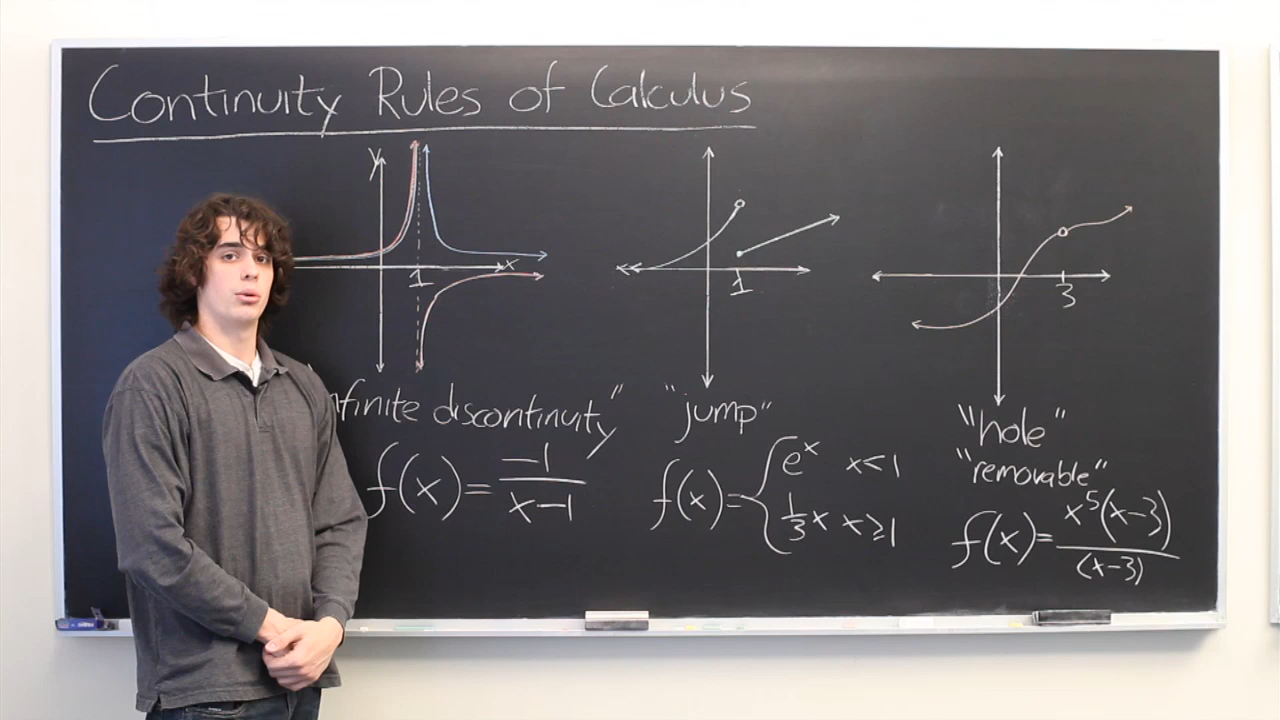 Continuity Rules of Calculus
y
x
1
1
3
nfinite discontinuity"
f(x)=-1/(x-1)
"jump"
f(x)={e^x x<1
1/3 x x≥1
"hole"
"removable"
f(x)=x^5(x-3)/(x-3)